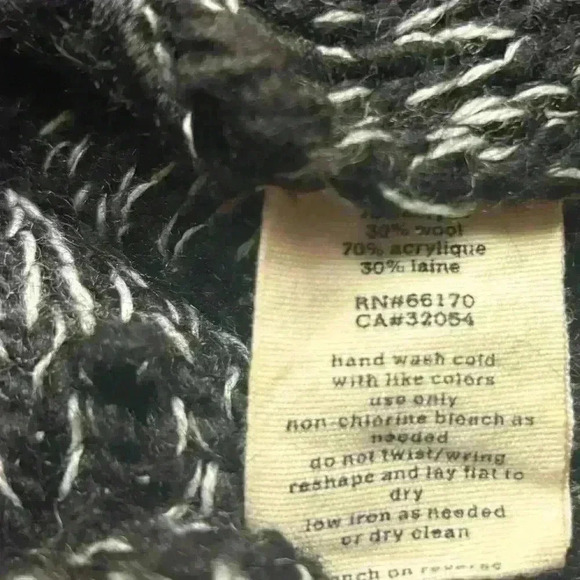 30% wool
70% acrylique
30% laine
RN#66170
CA#32054
hand wash cold
with like colors
use only
non-chlorine bleach as
needed
do not twist/wring
reshape and lay flat to
dry
low iron as needed
or dry clean
on reverse